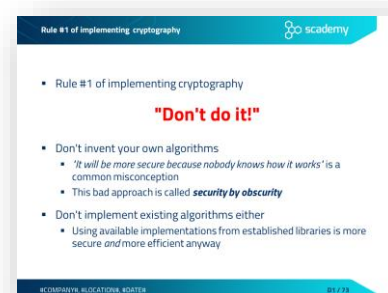 Rule #1 of implementing cryptography
scademy
▪ Rule #1 of implementing cryptography
"Don't do it!"
▪ Don't invent your own algorithms
▪ "It will be more secure because nobody knows how it works" is a
common misconception
▪ This bad approach is called security by obscurity
▪ Don't implement existing algorithms either
▪ Using available implementations from established libraries is more
secure and more efficient anyway
#COMPANY#, #LOCATION#, #DATE#
01 / 73